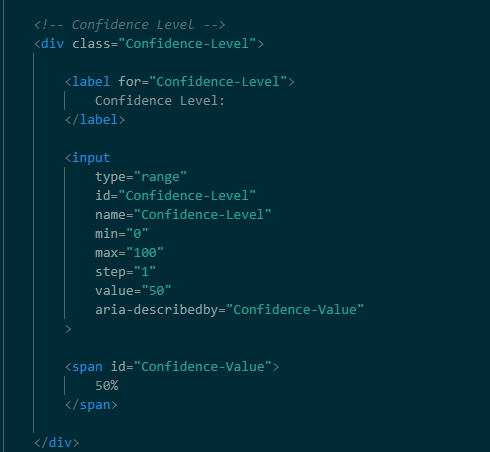 <!-- Confidence Level -->
<div class="Confidence-Level">
<label for="Confidence-Level">
Confidence Level:
</label>
<input
type="range"
id="Confidence-Level"
name="Confidence-Level"
min="0"
max="100"
step="1"
value="50"
aria-describedby="Confidence-Value"
>
<span id="Confidence-Value">
50%
</span>
</div>